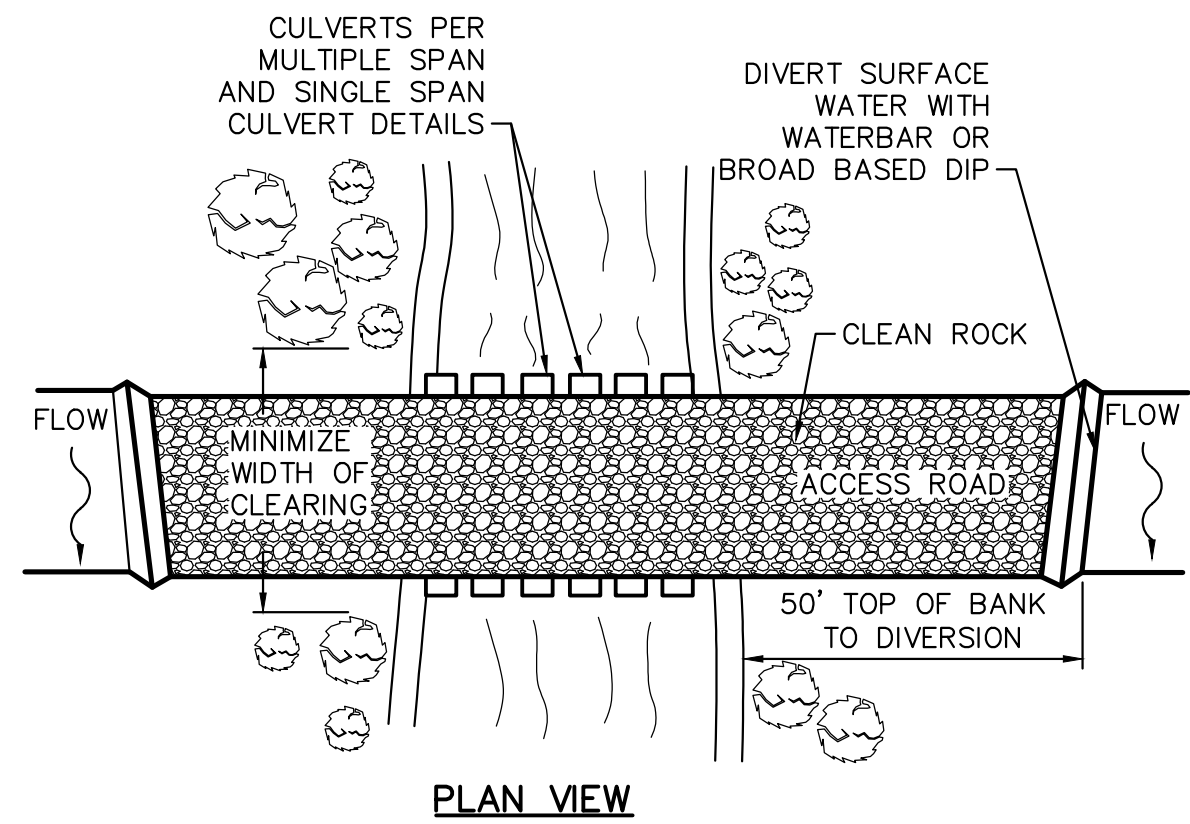 CULVERTS PER
MULTIPLE SPAN
AND SINGLE SPAN
CULVERT DETAILS
DIVERT SURFACE
WATER WITH
WATERBAR OR
BROAD BASED DIP
CLEAN ROCK
FLOW
FLOW
MINIMIZE
WIDTH OF
CLEARING
ACCESS ROAD
50' TOP OF BANK
TO DIVERSION
PLAN VIEW